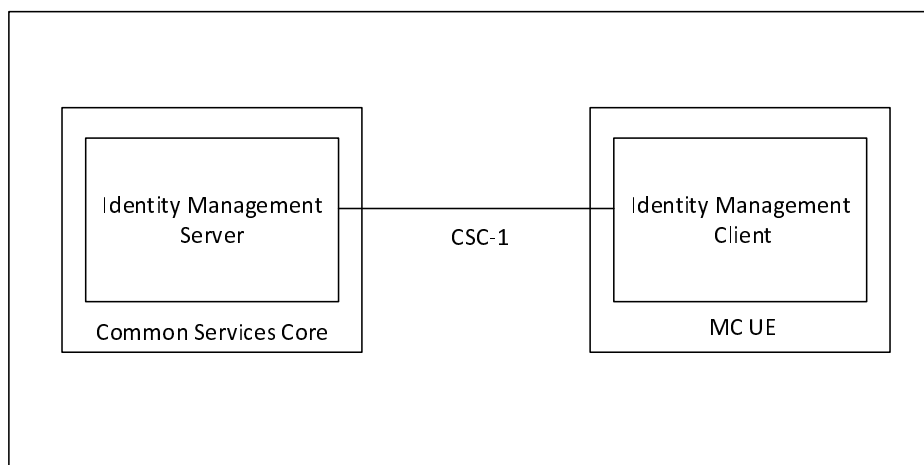 Identity Management
Server
Common Services Core
CSC-1
Identity Management
Client
MC UE